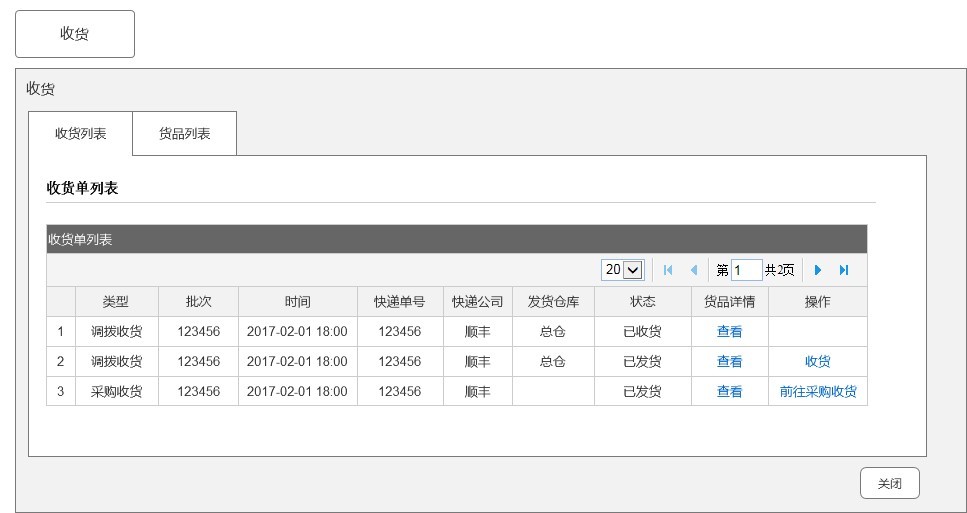 收货
收货
收货列表 货品列表
收货单列表
收货单列表
20 第 1 共2页
类型 批次 时间 快递单号 快递公司 发货仓库 状态 货品详情 操作
1 调拨收货 123456 2017-02-01 18:00 123456 顺丰 总仓 已收货 查看
2 调拨收货 123456 2017-02-01 18:00 123456 顺丰 总仓 已发货 查看 收货
3 采购收货 123456 2017-02-01 18:00 123456 顺丰 已发货 查看 前往采购收货
关闭